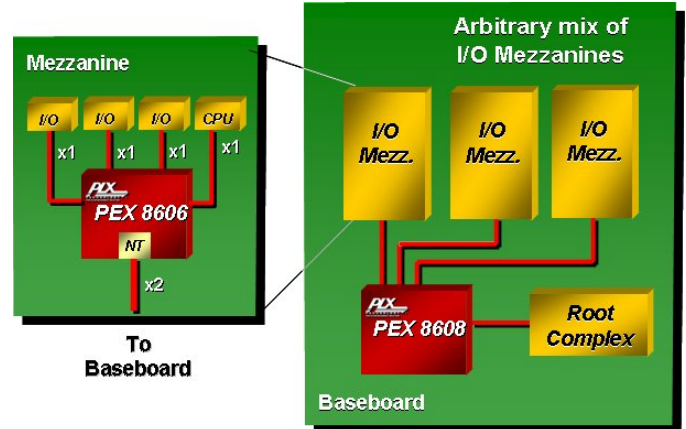 Mezzanine
I/O
I/O
I/O
CPU
x1
x1
x1
x1
PLX
PEX 8606
NT
x2
To
Baseboard
Arbitrary mix of
I/O Mezzanines
I/O
Mezz.
I/O
Mezz.
I/O
Mezz.
PLX
PEX 8608
Root
Complex
Baseboard